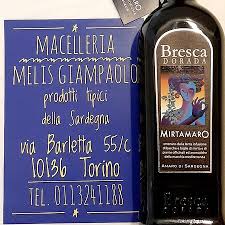 MACELLERIA
MELIS GIAMPAOLO
prodotti tipici
della Sardegna
via Barletta 55/c
10136 Torino
TEL. 0113241188
Bresca
DORADA
MIRTAMARO
AMARO DI SARDEGNA
Bresca